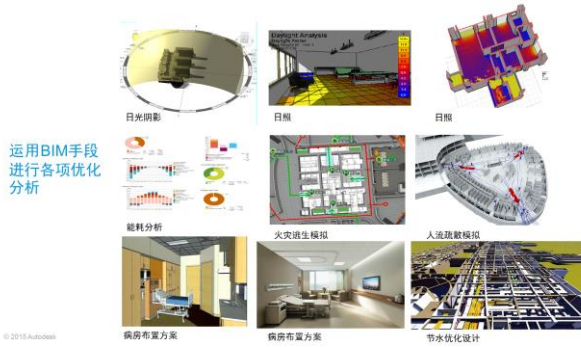 Daylight Analysis
日光阴影
日照
日照
运用BIM手段
进行各项优化
分析
能耗分析
火灾逃生模拟
人流疏散模拟
病房布置方案
病房布置方案
节水优化设计
© 2015 Autodesk